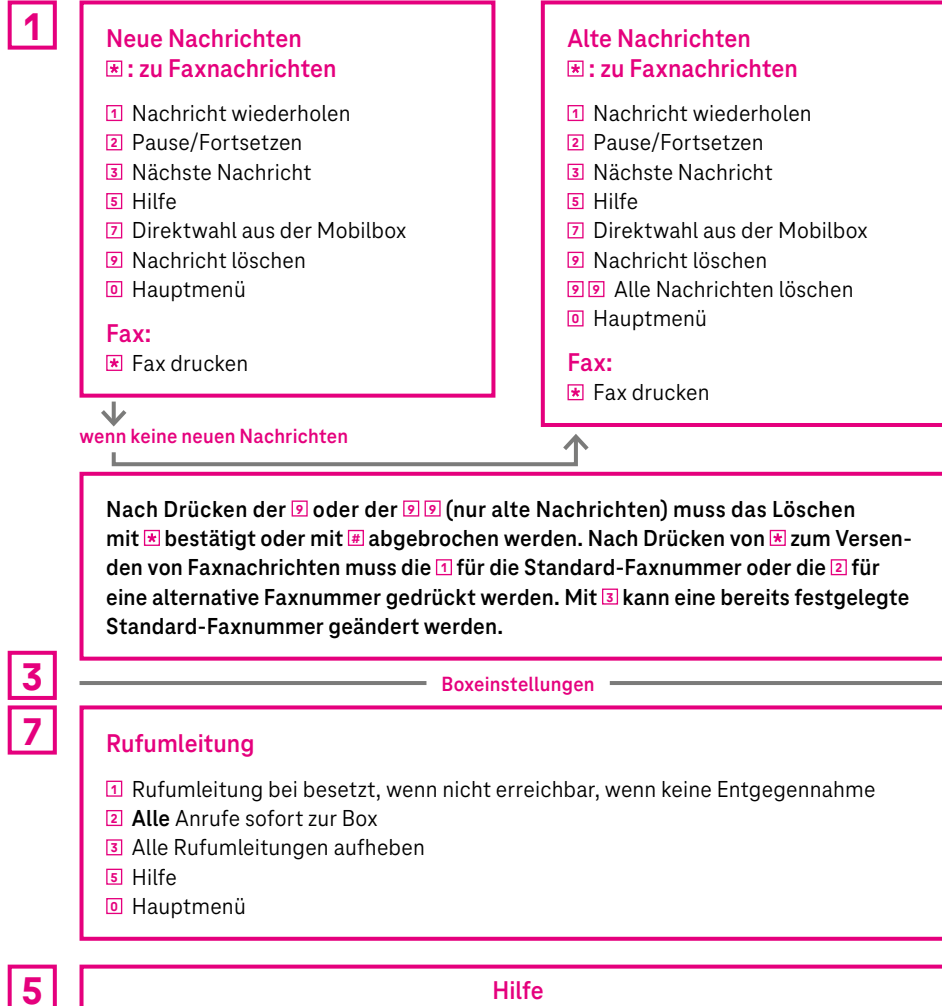 1
Neue Nachrichten
* : zu Faxnachrichten
1 Nachricht wiederholen
2 Pause/Fortsetzen
3 Nächste Nachricht
5 Hilfe
7 Direktwahl aus der Mobilbox
9 Nachricht löschen
0 Hauptmenü
Fax:
* Fax drucken
wenn keine neuen Nachrichten
Alte Nachrichten
* : zu Faxnachrichten
1 Nachricht wiederholen
2 Pause/Fortsetzen
3 Nächste Nachricht
5 Hilfe
7 Direktwahl aus der Mobilbox
9 Nachricht löschen
9 9 Alle Nachrichten löschen
0 Hauptmenü
Fax:
* Fax drucken
Nach Drücken der 9 oder der 9 9 (nur alte Nachrichten) muss das Löschen
mit * bestätigt oder mit # abgebrochen werden. Nach Drücken von * zum Versen-
den von Faxnachrichten muss die 1 für die Standard-Faxnummer oder die 2 für
eine alternative Faxnummer gedrückt werden. Mit 3 kann eine bereits festgelegte
Standard-Faxnummer geändert werden.
3
Boxeinstellungen
7
Rufumleitung
1 Rufumleitung bei besetzt, wenn nicht erreichbar, wenn keine Entgegennahme
2 Alle Anrufe sofort zur Box
3 Alle Rufumleitungen aufheben
5 Hilfe
0 Hauptmenü
5
Hilfe